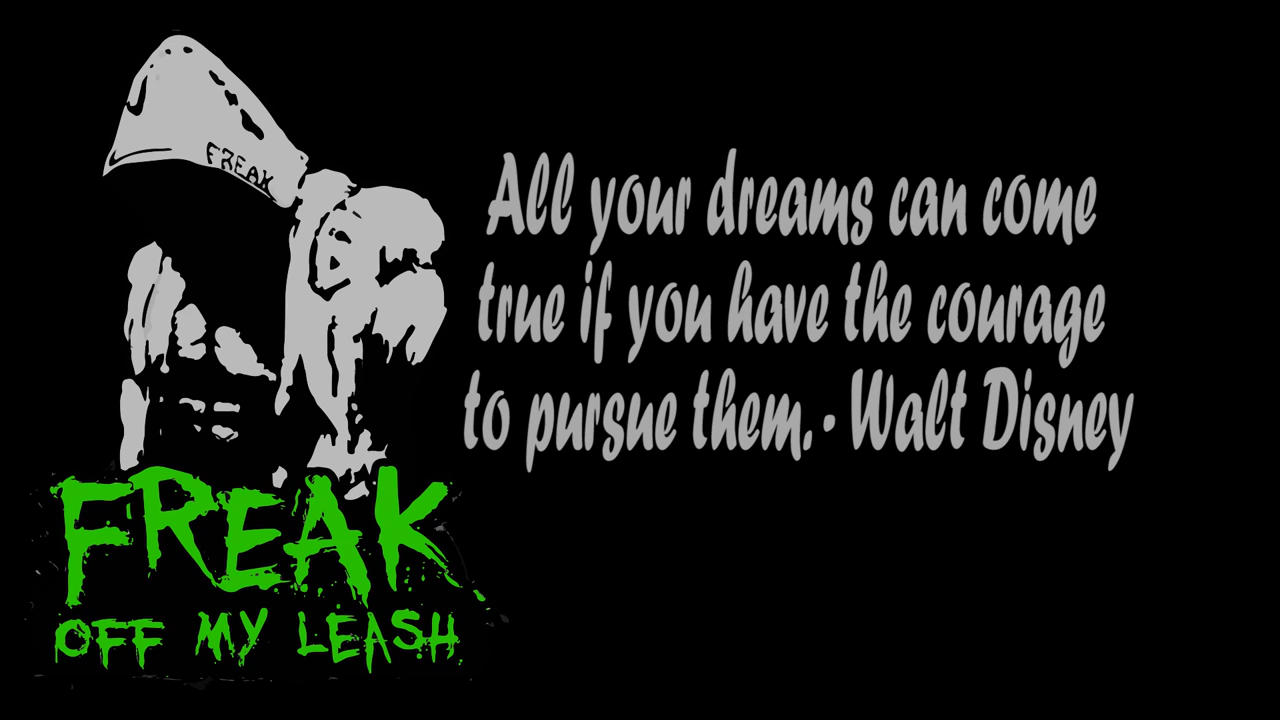 FREAK
All your dreams can come
true if you have the courage
to pursue them. • Walt Disney
FREAK
OFF MY LEASH